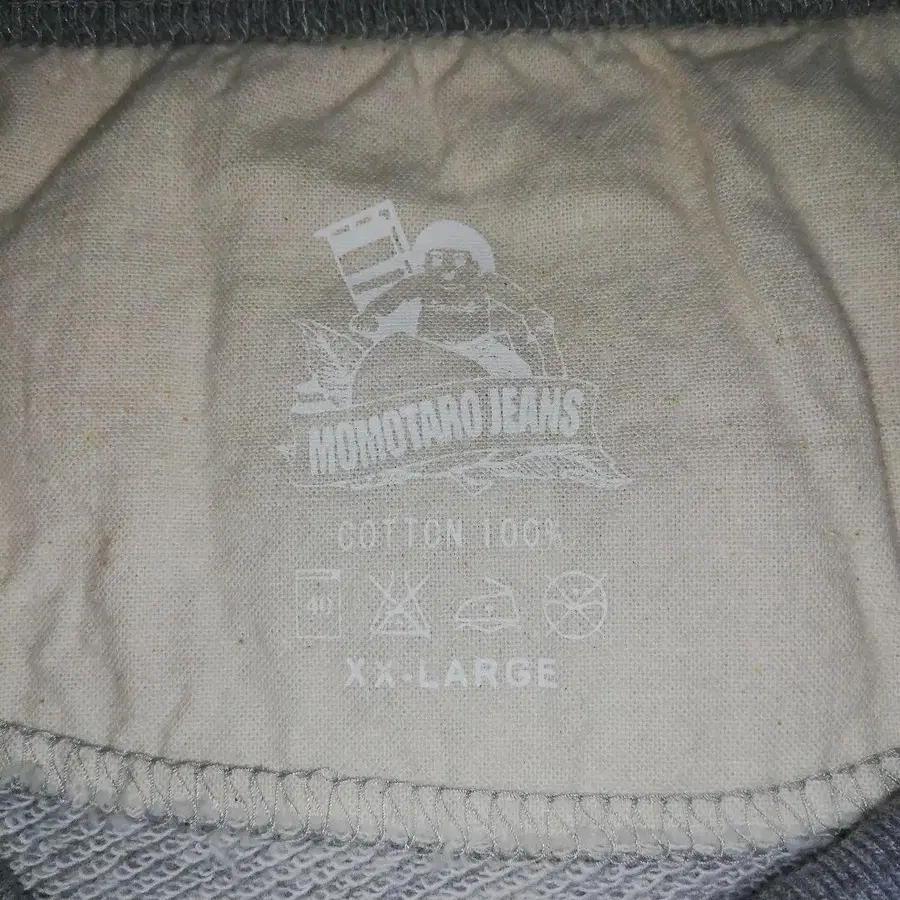 MOMOTARO JEANS
COTTON 100%
40
XX-LARGE